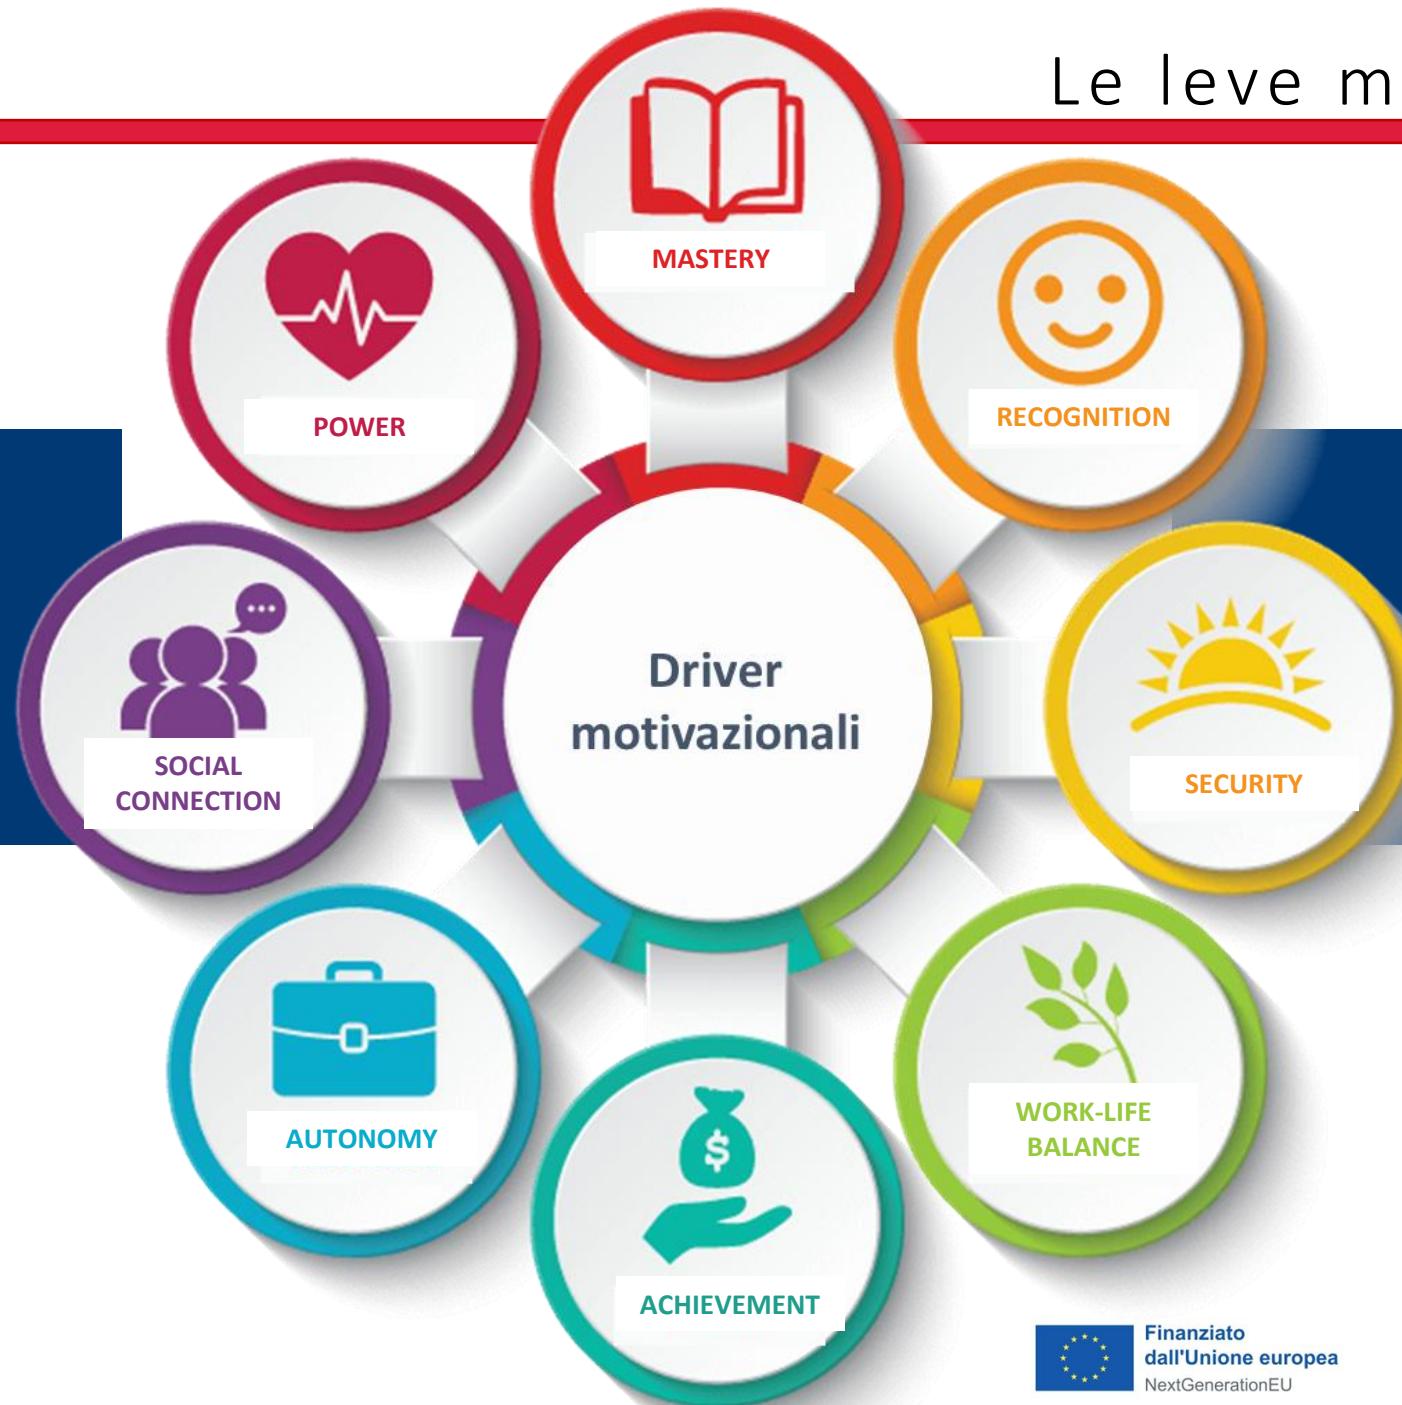 Le leve m
MASTERY
RECOGNITION
POWER
Driver
motivazionali
SOCIAL
CONNECTION
SECURITY
AUTONOMY
WORK-LIFE
BALANCE
$
ACHIEVEMENT
Finanziato
dall'Unione europea
NextGenerationEU